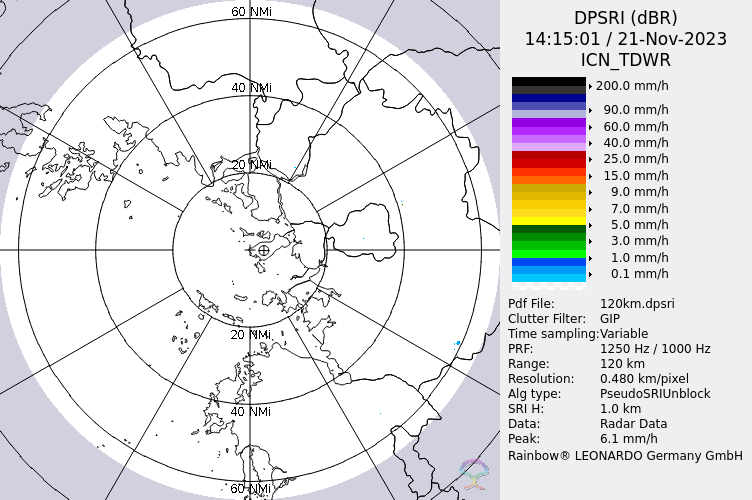 60 NMi
40 NMi
20 NMi
20 NMi
40 NMi
60 NMi
DPSRI (dBR)
14:15:01 / 21-Nov-2023
ICN_TDWR
200.0 mm/h
90.0 mm/h
60.0 mm/h
40.0 mm/h
25.0 mm/h
15.0 mm/h
9.0 mm/h
7.0 mm/h
5.0 mm/h
3.0 mm/h
1.0 mm/h
0.1 mm/h
Pdf File: 120km.dpsri
Clutter Filter: GIP
Time sampling:Variable
PRF: 1250 Hz / 1000 Hz
Range: 120 km
Resolution: 0.480 km/pixel
Alg type: PseudoSRIUnblock
SRI H: 1.0 km
Data: Radar Data
Peak: 6.1 mm/h
Rainbow® LEONARDO Germany GmbH